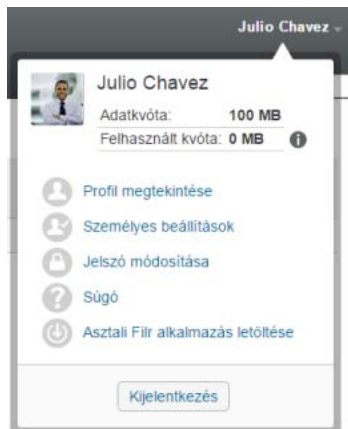 Julio Chavez
Julio Chavez
Adatkvóta: 100 MB
Felhasznált kvóta: 0 MB
Profil megtekintése
Személyes beállítások
Jelszó módosítása
Súgó
Asztali Filr alkalmazás letöltése
Kijelentkezés